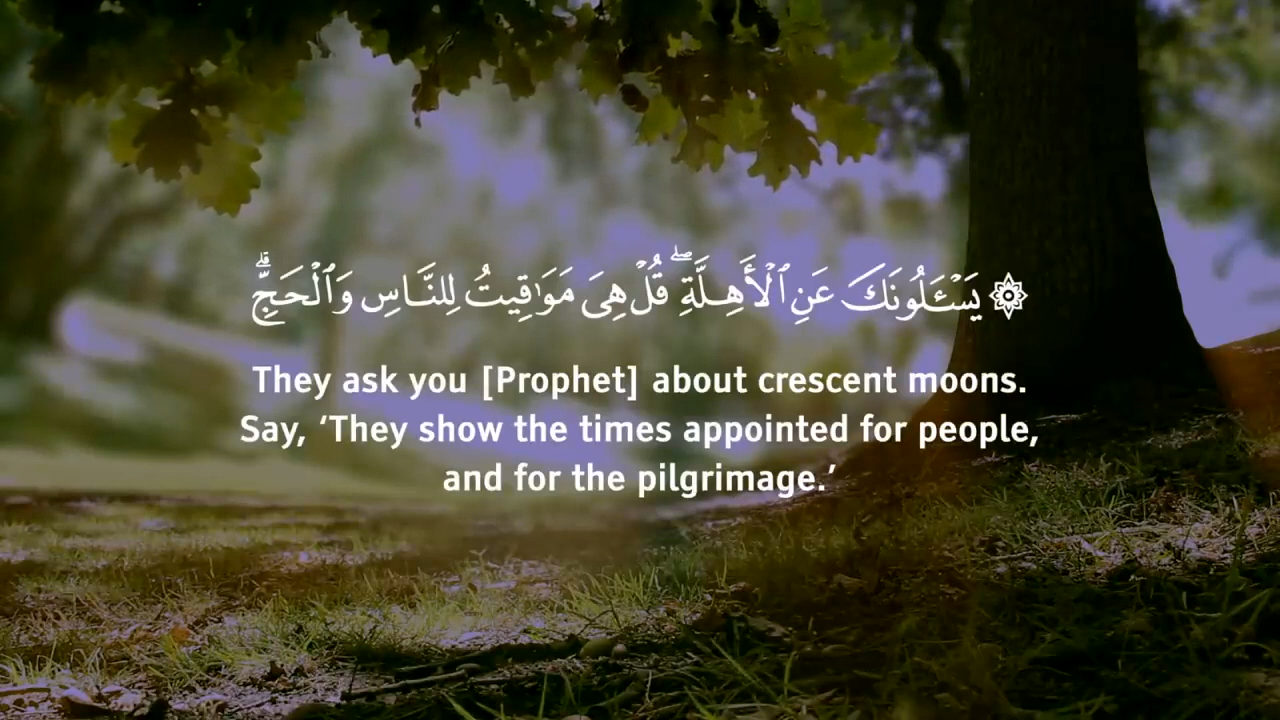 ۞ يَسْـَٔلُونَكَ عَنِ ٱلْأَهِلَّةِ ۖ قُلْ هِىَ مَوَٰقِيتُ لِلنَّاسِ وَٱلْحَجِّ ۗ
They ask you [Prophet] about crescent moons.
Say, ‘They show the times appointed for people,
and for the pilgrimage.’